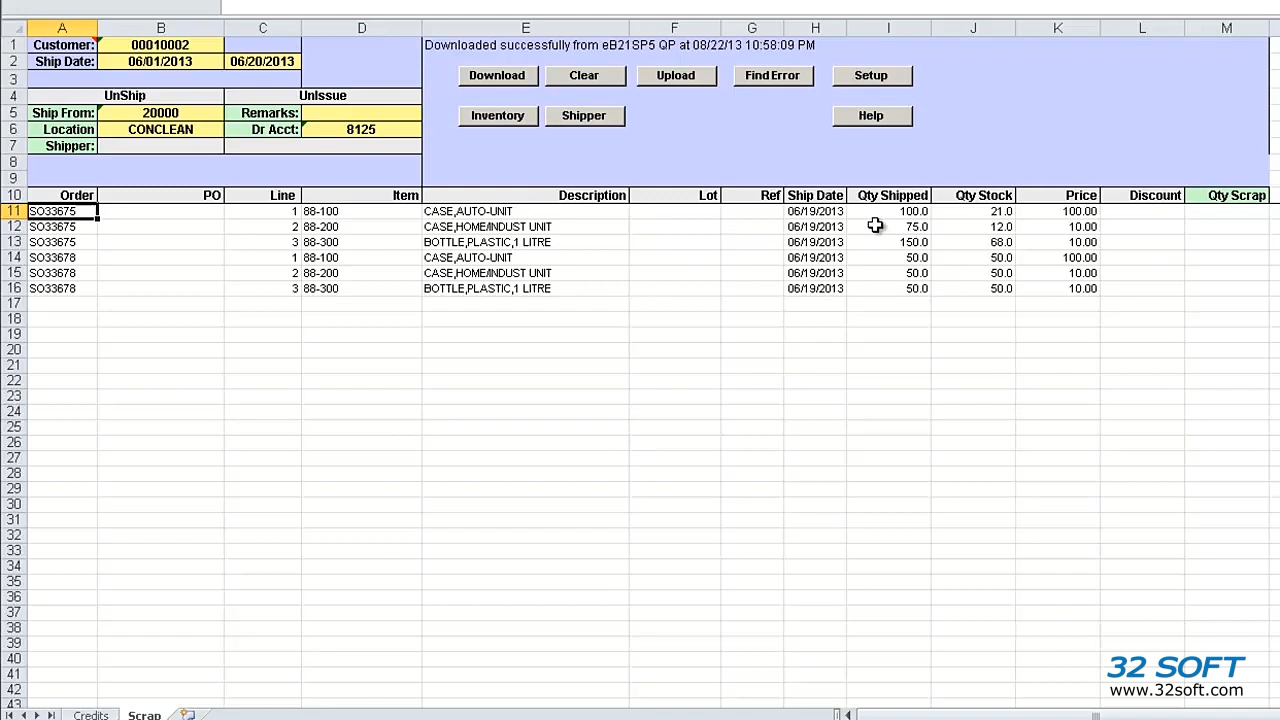 A B C D E F G H I J K L M
1 Customer: 00010002 Downloaded successfully from eB21SP5 QP at 08/22/13 10:58:09 PM
2 Ship Date: 06/01/2013 06/20/2013
Download Clear Upload Find Error Setup
3
4 UnShip UnIssue
5 Ship From: 20000 Remarks:
Inventory Shipper Help
6 Location CONCLEAN Dr Acct: 8125
7 Shipper:
8
9
10 Order PO Line Item Description Lot Ref Ship Date Qty Shipped Qty Stock Price Discount Qty Scrap
11 SO33675 1 88-100 CASE,AUTO-UNIT 06/19/2013 100.0 21.0 100.00
12 SO33675 2 88-200 CASE,HOME/INDUST UNIT 06/19/2013 75.0 12.0 10.00
13 SO33675 3 88-300 BOTTLE,PLASTIC,1 LITRE 06/19/2013 150.0 68.0 10.00
14 SO33678 1 88-100 CASE,AUTO-UNIT 06/19/2013 50.0 50.0 100.00
15 SO33678 2 88-200 CASE,HOME/INDUST UNIT 06/19/2013 50.0 50.0 10.00
16 SO33678 3 88-300 BOTTLE,PLASTIC,1 LITRE 06/19/2013 50.0 50.0 10.00
17
18
19
20
21
22
23
24
25
26
27
28
29
30
31
32
33
34
35
36
37
38
39
40
41
42
43
32 SOFT
www.32soft.com
Credits Scrap